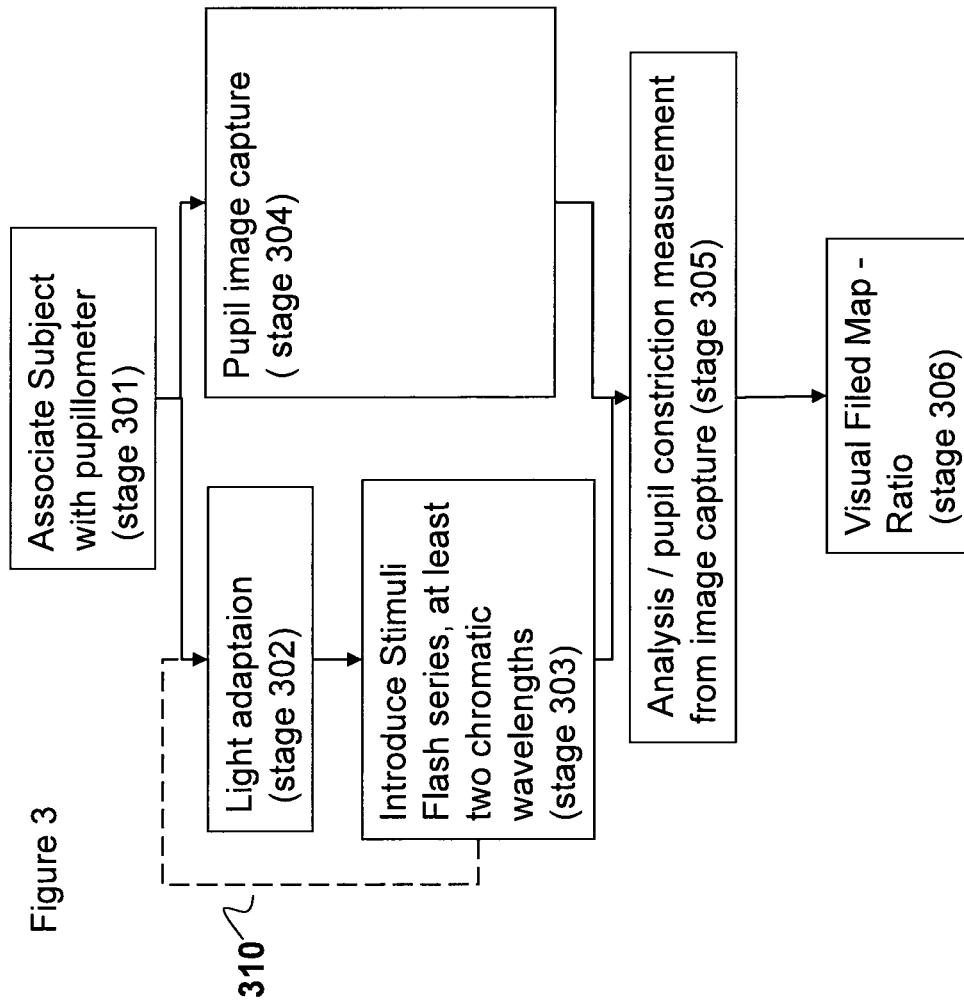 Figure 3
Associate Subject
with pupillometer
(stage 301)
310
Light adaptaion
(stage 302)
Pupil image capture
( stage 304)
Introduce Stimuli
Flash series, at least
two chromatic
wavelengths
(stage 303)
Analysis / pupil constriction measurement
from image capture (stage 305)
Visual Filed Map -
Ratio
(stage 306)